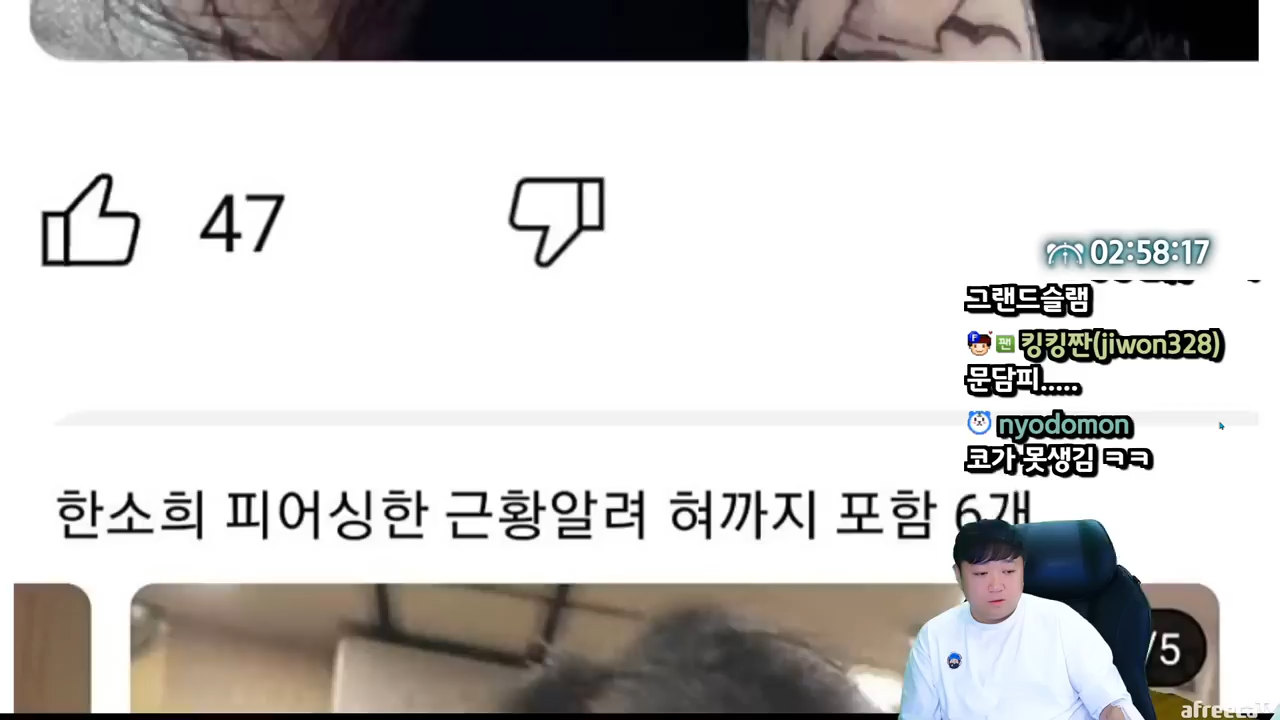 47
02:58:17
그랜드슬램
팬 킹킹짠(jiwon328)
문담피.....
nyodomon
코가 못생김 ㅋㅋ
한소희 피어싱한 근황알려 혀까지 포함 6개
/5